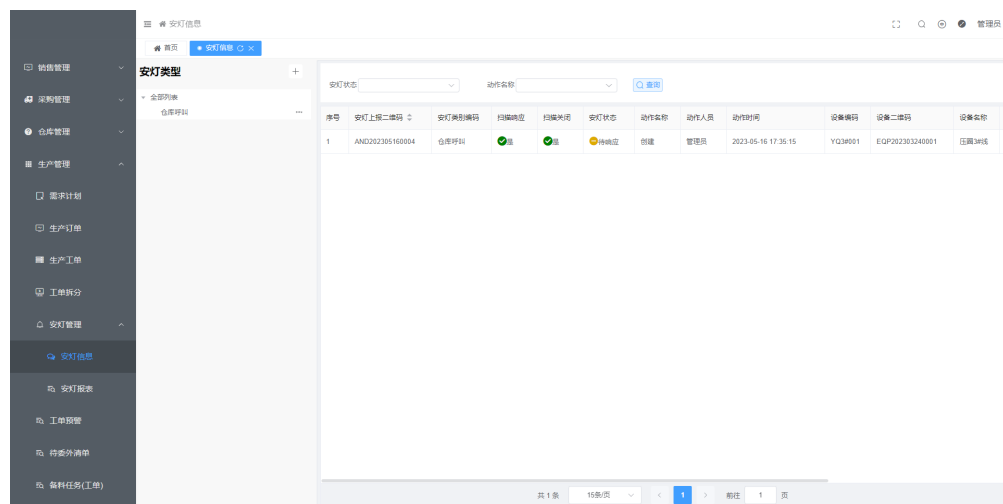 安灯信息
管理员
首页
安灯信息
销售管理
采购管理
仓库管理
生产管理
需求计划
生产订单
生产工单
工单拆分
安灯管理
安灯信息
安灯报表
工单预警
待委外清单
备料任务(工单)
安灯类型 +
全部列表
仓库呼叫
安灯状态 动作名称 查询
序号 安灯上报二维码 安灯类别编码 扫描响应 扫描关闭 安灯状态 动作名称 动作人员 动作时间 设备编码 设备二维码 设备名称
1 AND202305160004 仓库呼叫 是 是 待响应 创建 管理员 2023-05-16 17:35:15 YQ3#001 EQP202303240001 压圆3#线
共 1 条 15条/页 < 1 > 前往 1 页